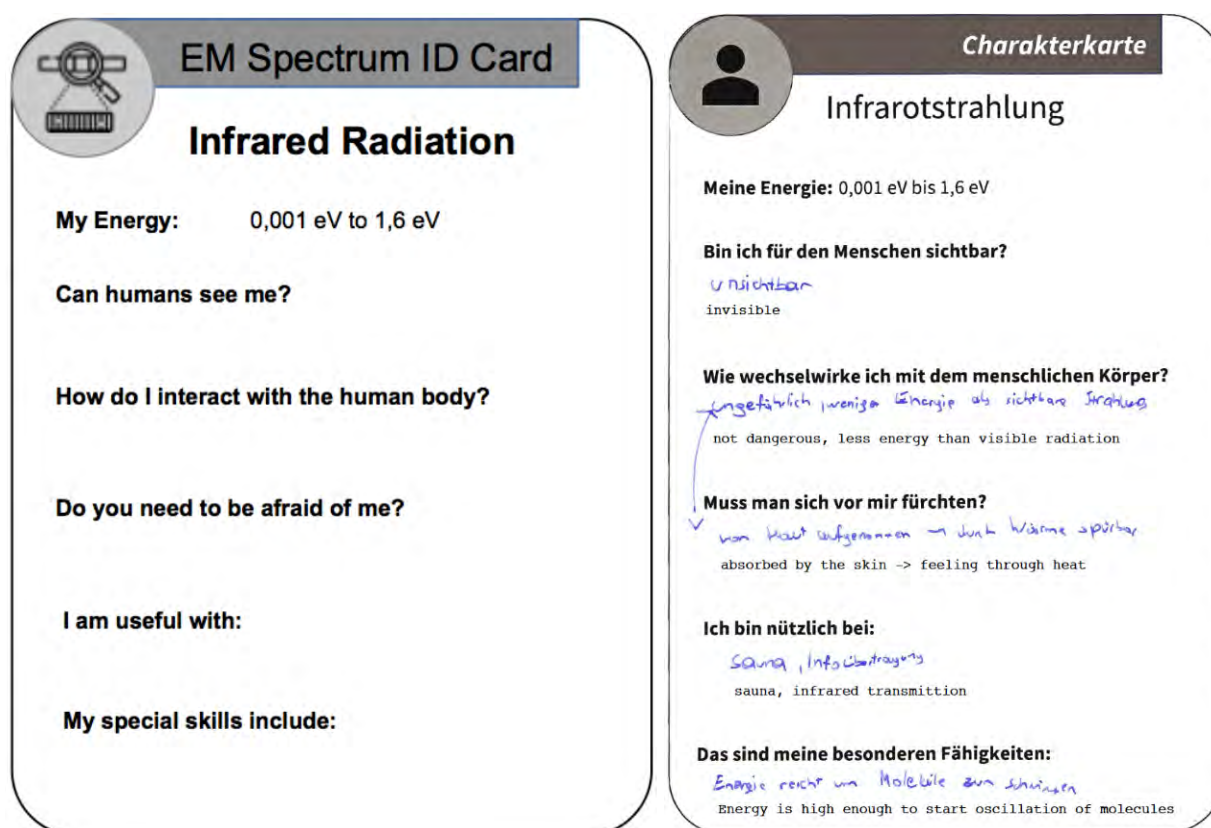 EM Spectrum ID Card
Infrared Radiation
My Energy: 0,001 eV to 1,6 eV
Can humans see me?
How do I interact with the human body?
Do you need to be afraid of me?
I am useful with:
My special skills include:
Charakterkarte
Infrarotstrahlung
Meine Energie: 0,001 eV bis 1,6 eV
Bin ich für den Menschen sichtbar?
unsichtbar
invisible
Wie wechselwirke ich mit dem menschlichen Körper?
ungefährlich, weniger Energie als sichtbare Strahlung
not dangerous, less energy than visible radiation
Muss man sich vor mir fürchten?
von Haut aufgenommen → durch Wärme spürbar
absorbed by the skin -> feeling through heat
Ich bin nützlich bei:
Sauna, Infoübertragung
sauna, infrared transmittion
Das sind meine besonderen Fähigkeiten:
Energie reicht um Moleküle zum schwingen
Energy is high enough to start oscillation of molecules